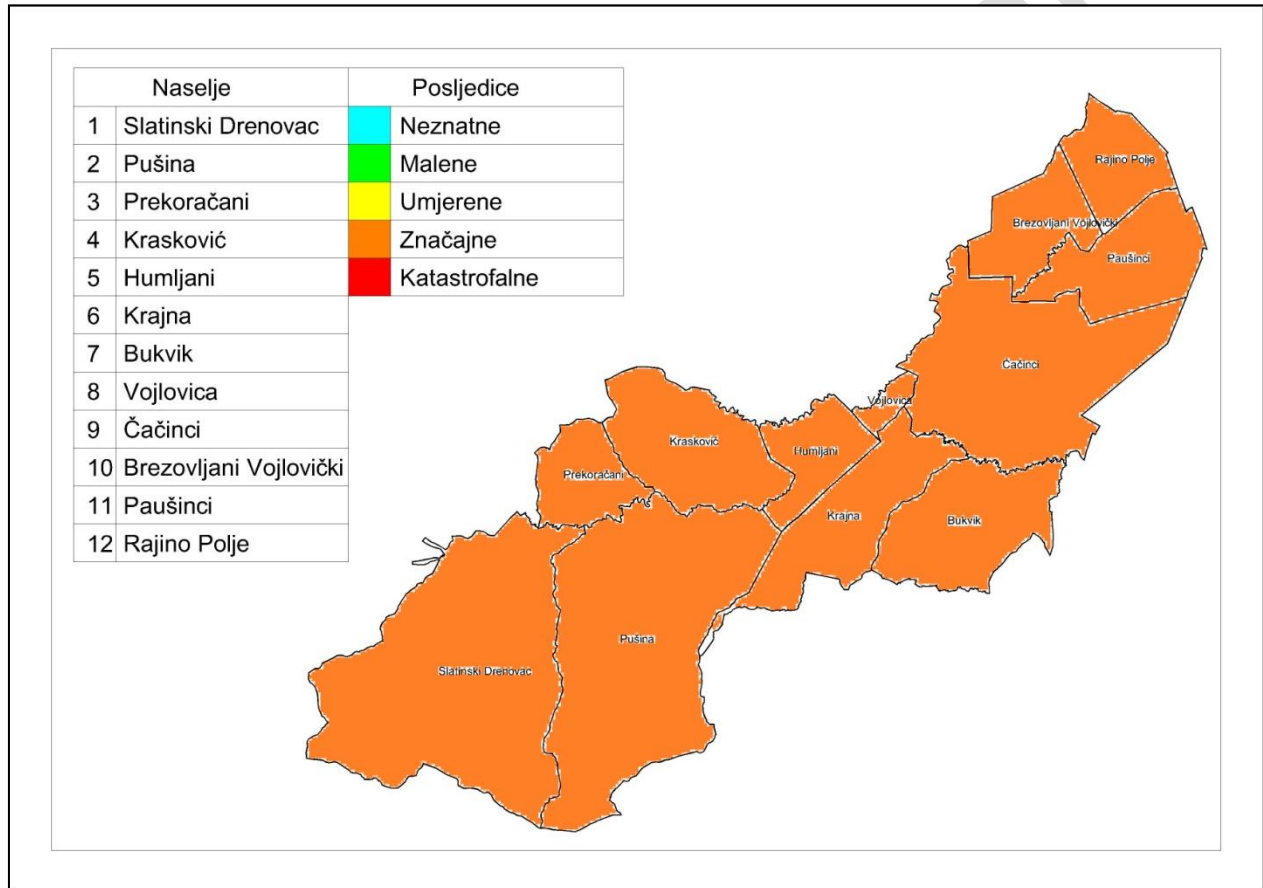 Naselje Posljedice
1 Slatinski Drenovac Neznatne
2 Pušina Malene
3 Prekoračani Umjerene
4 Krasković Značajne
5 Humljani Katastrofalne
6 Krajna
7 Bukvik
8 Vojlovica
9 Čačinci
10 Brezovljani Vojlovički
11 Paušinci
12 Rajino Polje
Rajino Polje
Brezovljani Vojlovički
Paušinci
Čačinci
Vojlovica
Krasković
Humljani
Prekoračani
Krajna
Bukvik
Pušina
Slatinski Drenovac